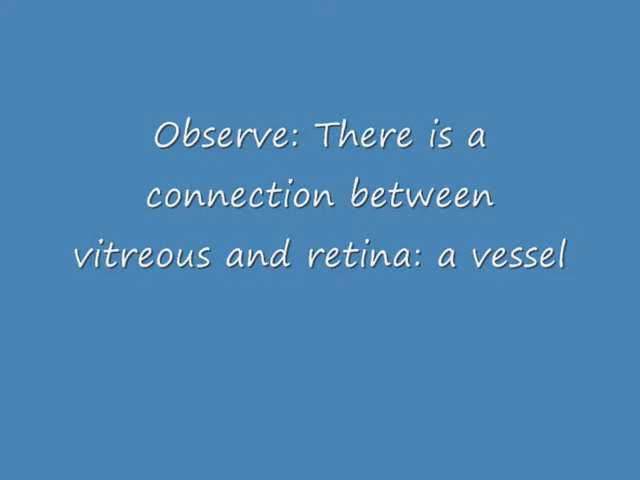 Observe: There is a
connection between
vitreous and retina: a vessel